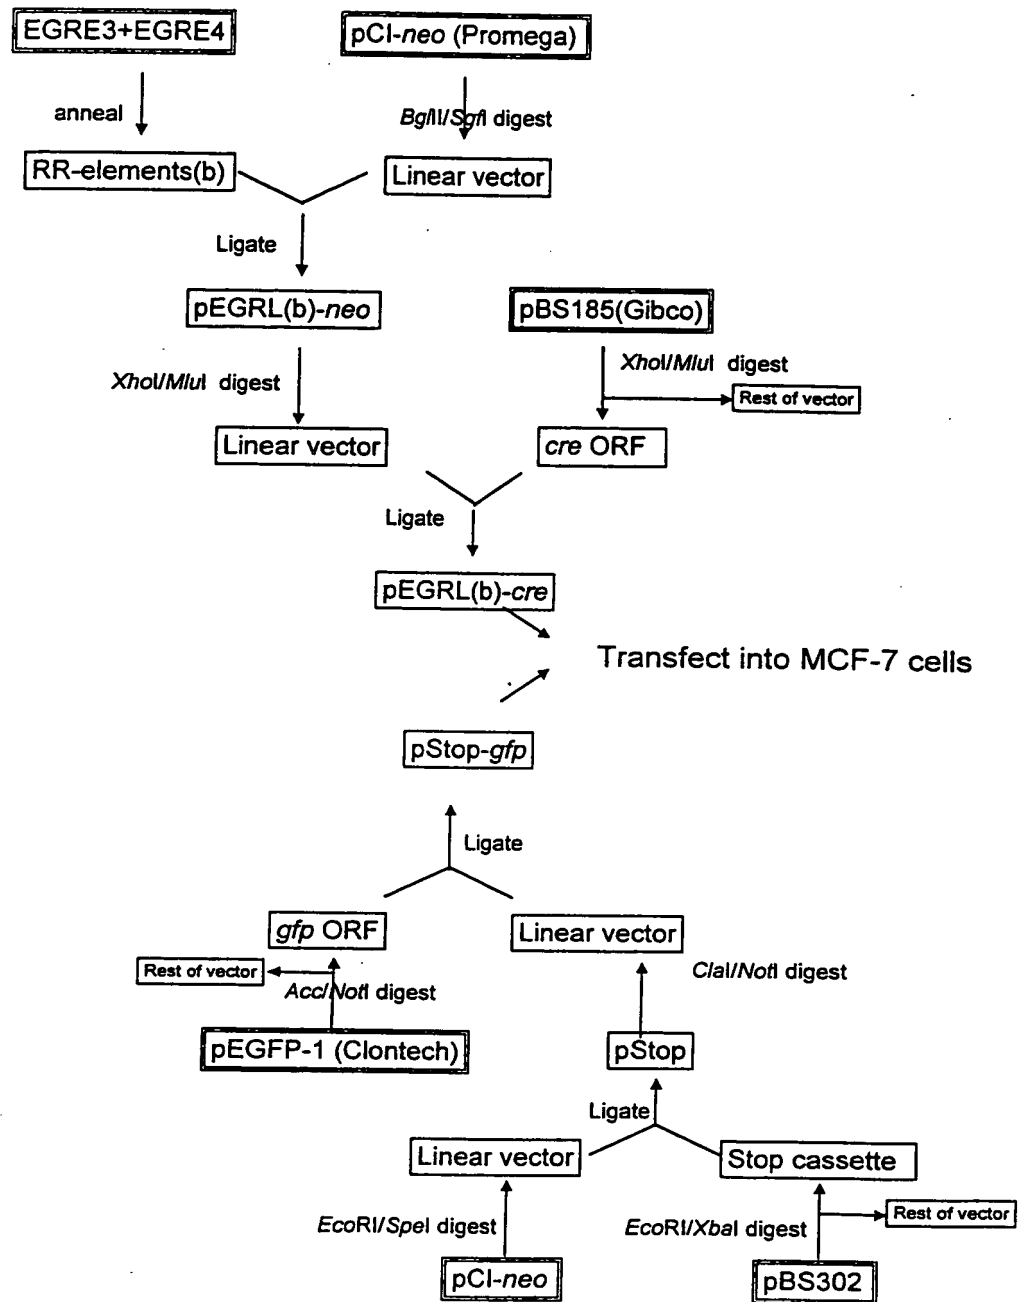 EGRE3+EGRE4
pCI-neo (Promega)
anneal
BglII/SgfI digest
RR-elements(b)
Linear vector
Ligate
pEGRL(b)-neo
pBS185(Gibco)
XhoI/MluI digest
XhoI/MluI digest
Rest of vector
Linear vector
cre ORF
Ligate
pEGRL(b)-cre
Transfect into MCF-7 cells
pStop-gfp
Ligate
gfp ORF
Linear vector
Rest of vector
ClaI/NotI digest
AccI/NotI digest
pEGFP-1 (Clontech)
pStop
Ligate
Linear vector
Stop cassette
EcoRI/SpeI digest
EcoRI/XbaI digest
Rest of vector
pCI-neo
pBS302